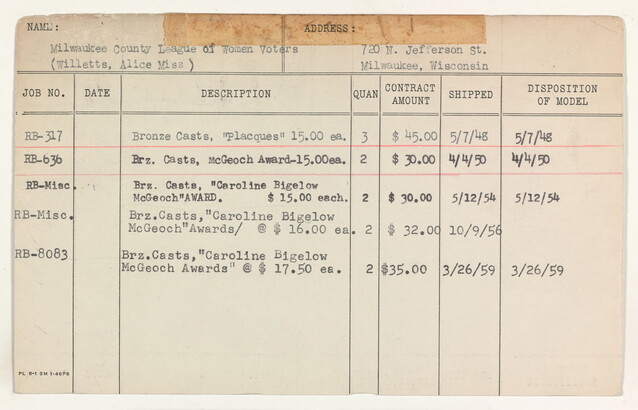 NAME: ADDRESS:
Milwaukee County League of Women Voters 720 N. Jefferson St.
(Willetts, Alice Miss ) Milwaukee, Wisconsin
JOB NO. DATE DESCRIPTION QUAN CONTRACT AMOUNT SHIPPED DISPOSITION OF MODEL
RB-317 Bronze Casts, "Placques" 15.00 ea. 3 $ 45.00 5/7/48 5/7/48
RB-636 Brz. Casts, McGeoch Award-15.00ea. 2 $ 30.00 4/4/50 4/4/50
RB-Misc. Brz. Casts, "Caroline Bigelow
McGeoch"AWARD. $ 15.00 each. 2 $ 30.00 5/12/54 5/12/54
RB-Misc. Brz.Casts,"Caroline Bigelow
McGeoch"Awards/ @ $ 16.00 ea. 2 $ 32.00 10/9/56
RB-8083 Brz.Casts,"Caroline Bigelow
McGeoch Awards" @ $ 17.50 ea. 2 $35.00 3/26/59 3/26/59